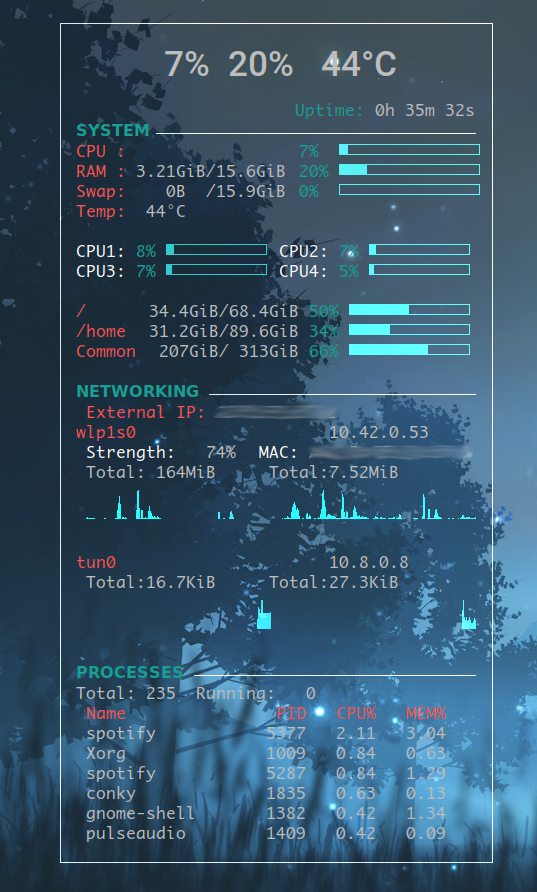 7% 20% 44°C
Uptime: 0h 35m 32s
SYSTEM
CPU : 7%
RAM : 3.21GiB/15.6GiB 20%
Swap: 0B /15.9GiB 0%
Temp: 44°C
CPU1: 8% CPU2: 7%
CPU3: 7% CPU4: 5%
/ 34.4GiB/68.4GiB 50%
/home 31.2GiB/89.6GiB 34%
Common 207GiB/ 313GiB 66%
NETWORKING
External IP:
wlp1s0 10.42.0.53
Strength: 74% MAC:
Total: 164MiB Total:7.52MiB
tun0 10.8.0.8
Total:16.7KiB Total:27.3KiB
PROCESSES
Total: 235 Running: 0
Name PID CPU% MEM%
spotify 5377 2.11 3.04
Xorg 1009 0.84 0.63
spotify 5287 0.84 1.29
conky 1835 0.63 0.13
gnome-shell 1382 0.42 1.34
pulseaudio 1409 0.42 0.09